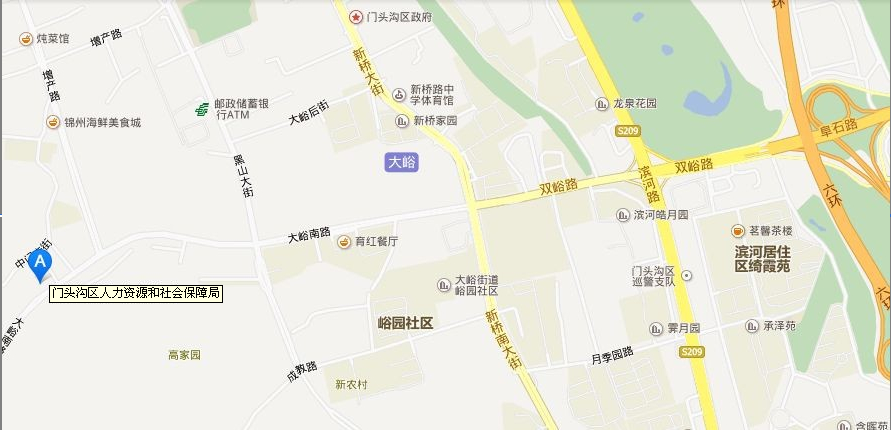 门头沟区政府
炖菜馆
增产路
新桥大街
增产路
新桥路中
学体育馆
邮政储蓄银
行ATM
大峪后街
龙泉花园
锦州海鲜美食城
新桥家园
S209
旱石路
大峪
黑山大街
双峪路
双峪路
滨河路
六环
六环
滨河皓月园
茗馨茶楼
大峪南路
育红餐厅
滨河居住
区绮霞苑
A
门头沟区人力资源和社会保障局
大峪街道
峪园社区
门头沟区
巡警支队
六环
峪园社区
新桥南大街
霁月园
承泽苑
高家园
成教路
月季园路
S209
新农村
含晖苑